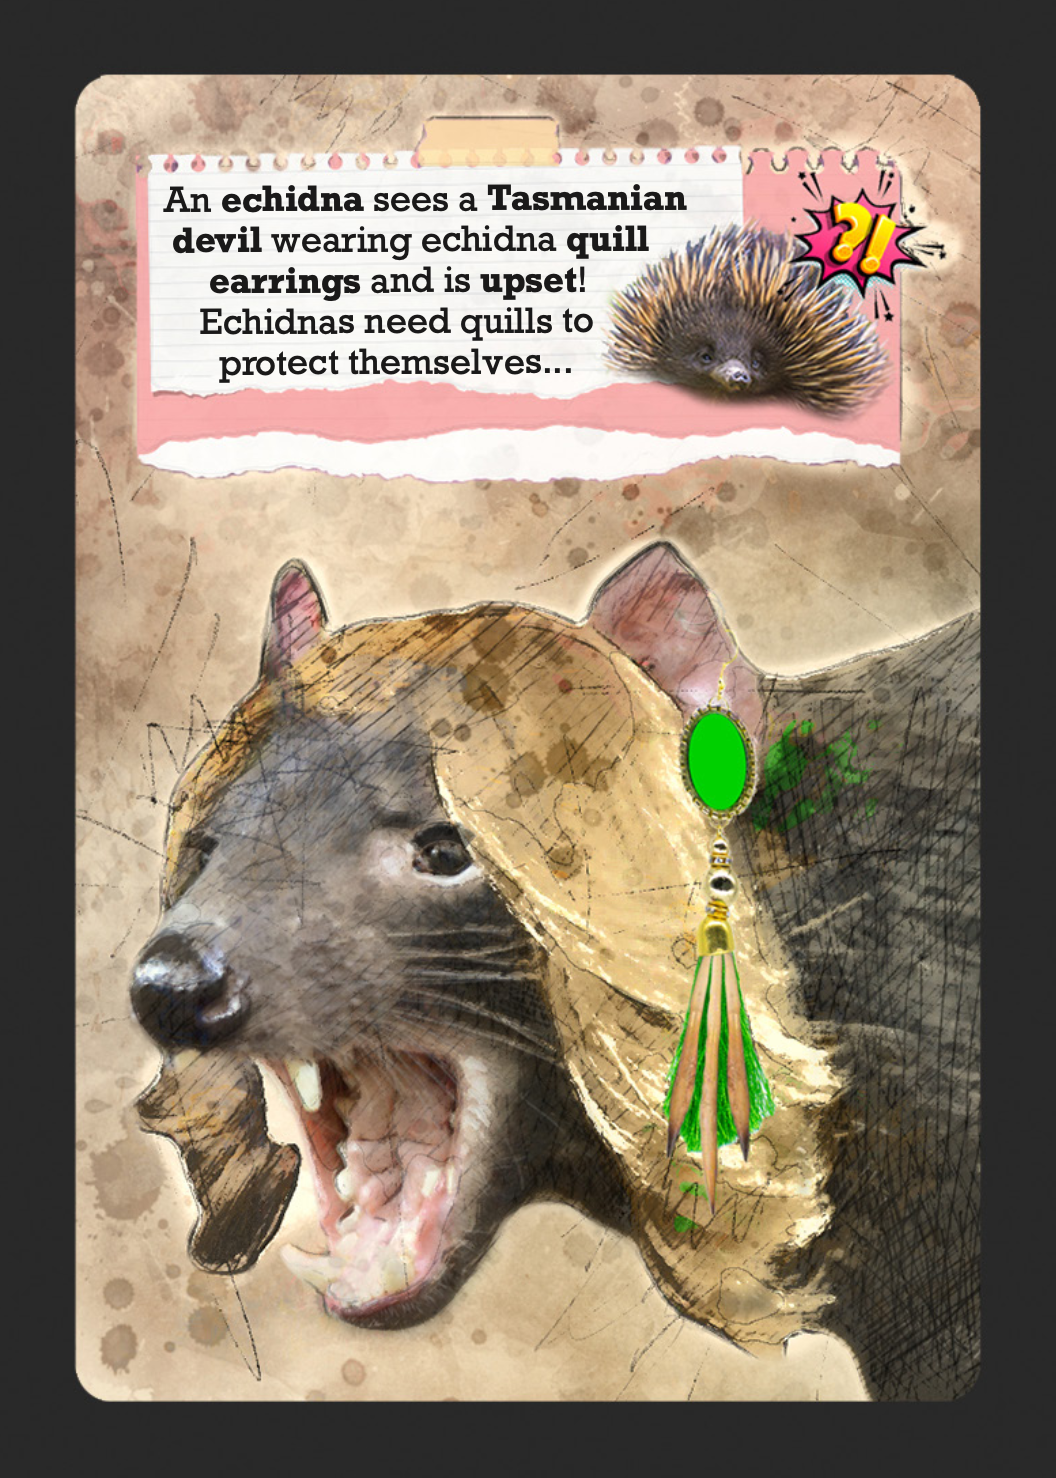 An echidna sees a Tasmanian
devil wearing echidna quill
earrings and is upset!
Echidnas need quills to
protect themselves...
?!